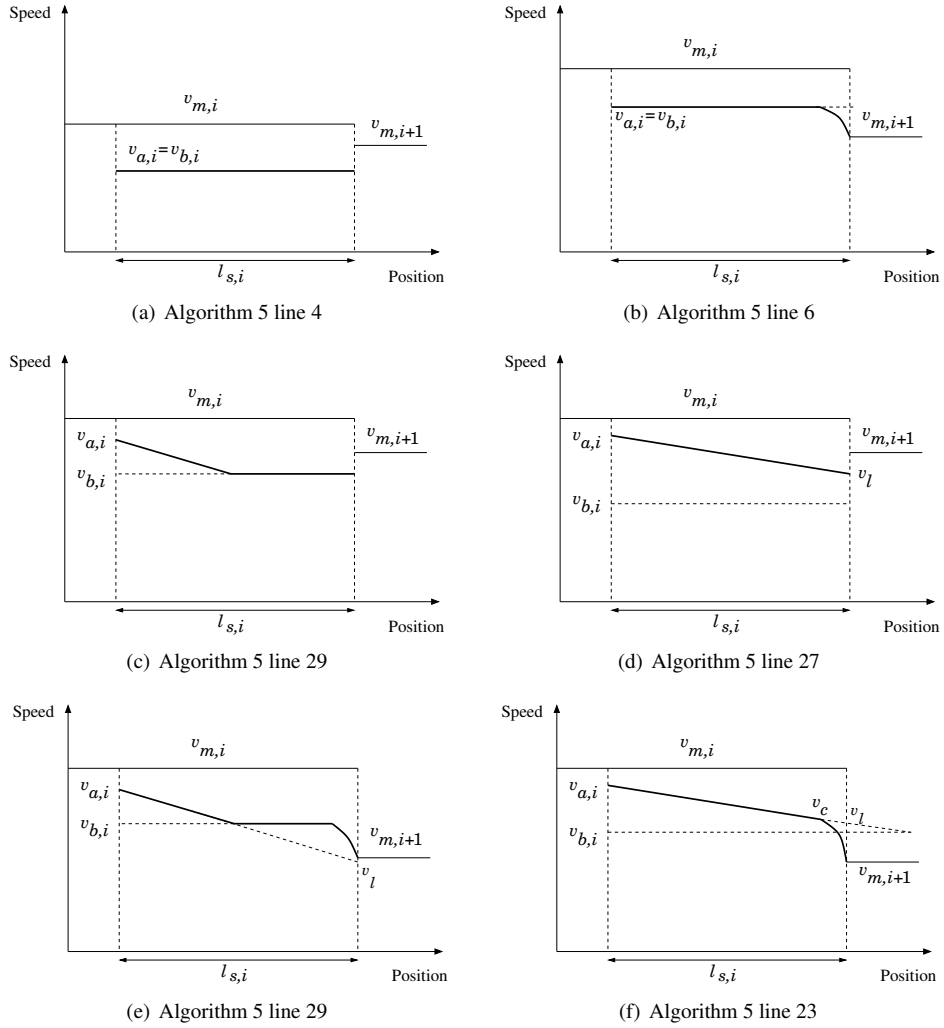 Speed
v_{m,i}
v_{m,i+1}
v_{a,i}=v_{b,i}
l_{s,i}
Position
(a) Algorithm 5 line 4
Speed
v_{m,i}
v_{a,i}=v_{b,i}
v_{m,i+1}
l_{s,i}
Position
(b) Algorithm 5 line 6
Speed
v_{m,i}
v_{a,i}
v_{m,i+1}
v_{b,i}
l_{s,i}
Position
(c) Algorithm 5 line 29
Speed
v_{m,i}
v_{a,i}
v_{m,i+1}
v_l
v_{b,i}
l_{s,i}
Position
(d) Algorithm 5 line 27
Speed
v_{m,i}
v_{a,i}
v_{b,i}
v_{m,i+1}
v_l
l_{s,i}
Position
(e) Algorithm 5 line 29
Speed
v_{m,i}
v_{a,i}
v_c
v_l
v_{b,i}
v_{m,i+1}
l_{s,i}
Position
(f) Algorithm 5 line 23